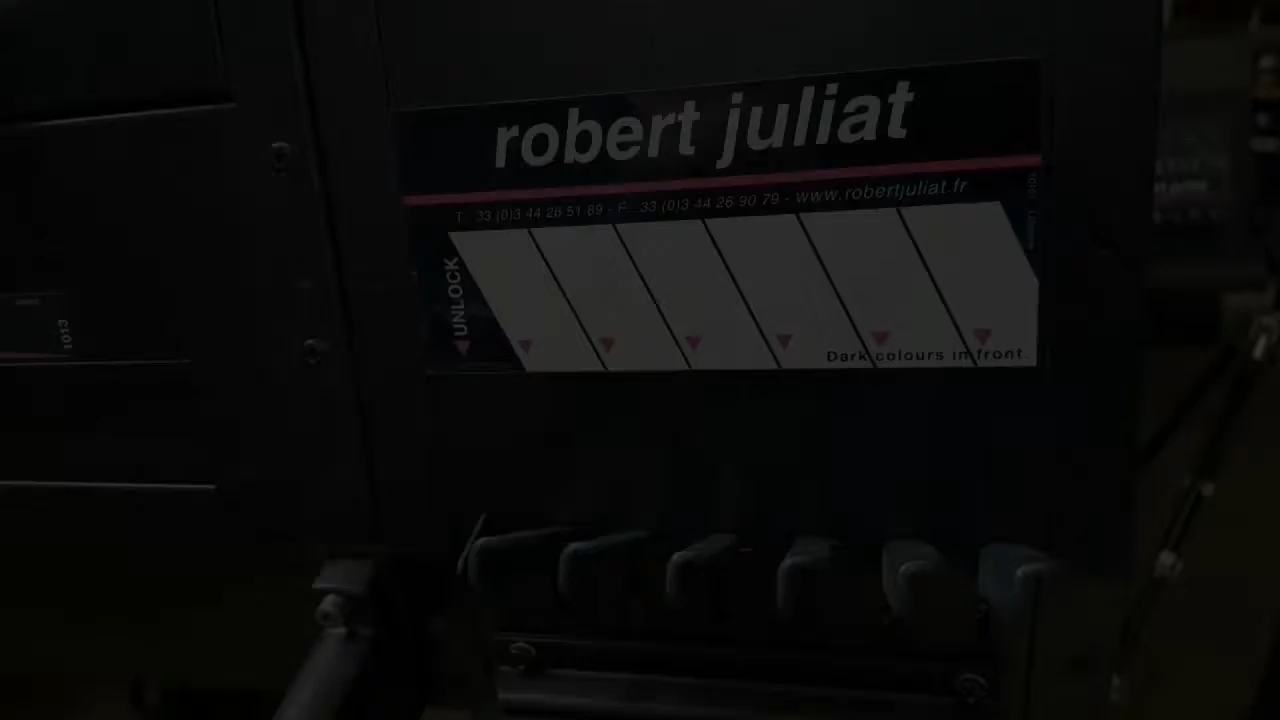 robert juliat
T 33 (0)3 44 26 51 89 - F 33 (0)3 44 26 90 79 - www.robertjuliat.fr
UNLOCK
Dark colours in front.
1013